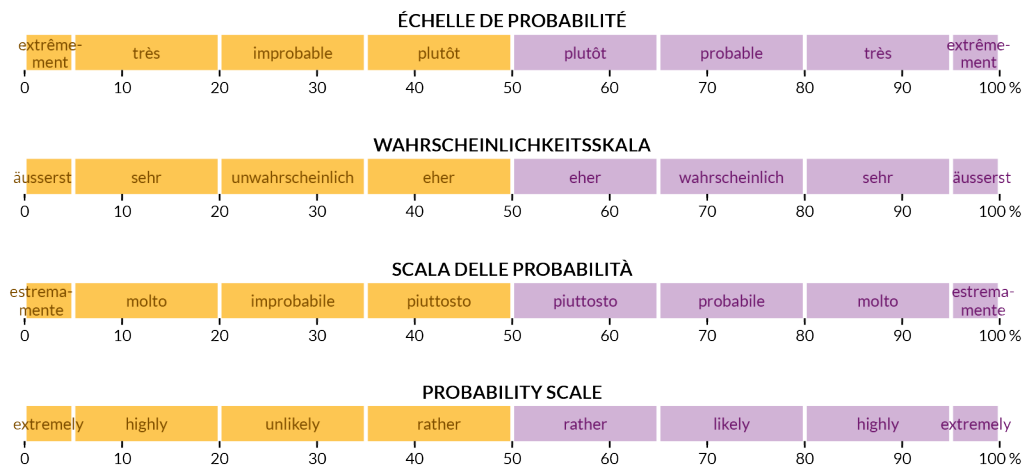 ÉCHELLE DE PROBABILITÉ
extrême-
ment très improbable plutôt plutôt probable très extrême-
ment
0 10 20 30 40 50 60 70 80 90 100 %
WAHRSCHEINLICHKEITSSKALA
äusserst sehr unwahrscheinlich eher eher wahrscheinlich sehr äusserst
0 10 20 30 40 50 60 70 80 90 100 %
SCALA DELLE PROBABILITÀ
estrema-
mente molto improbabile piuttosto piuttosto probabile molto estrema-
mente
0 10 20 30 40 50 60 70 80 90 100 %
PROBABILITY SCALE
extremely highly unlikely rather rather likely highly extremely
0 10 20 30 40 50 60 70 80 90 100 %